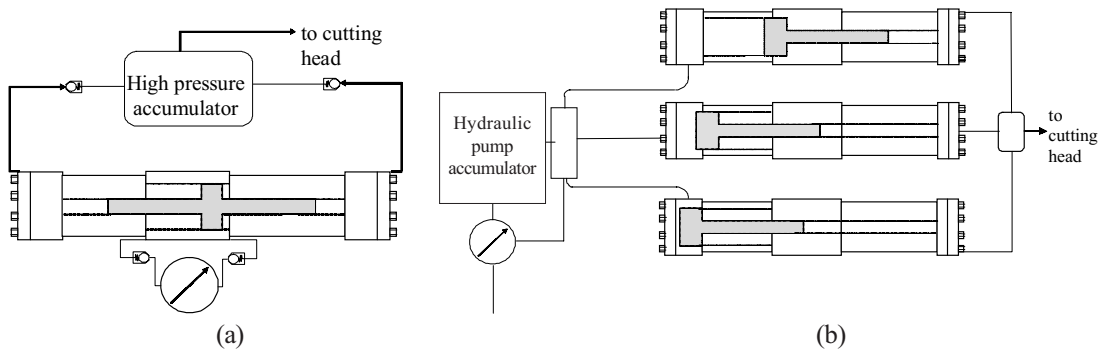 to cutting
head
High pressure
accumulator
(a)
Hydraulic
pump
accumulator
to
cutting
head
(b)